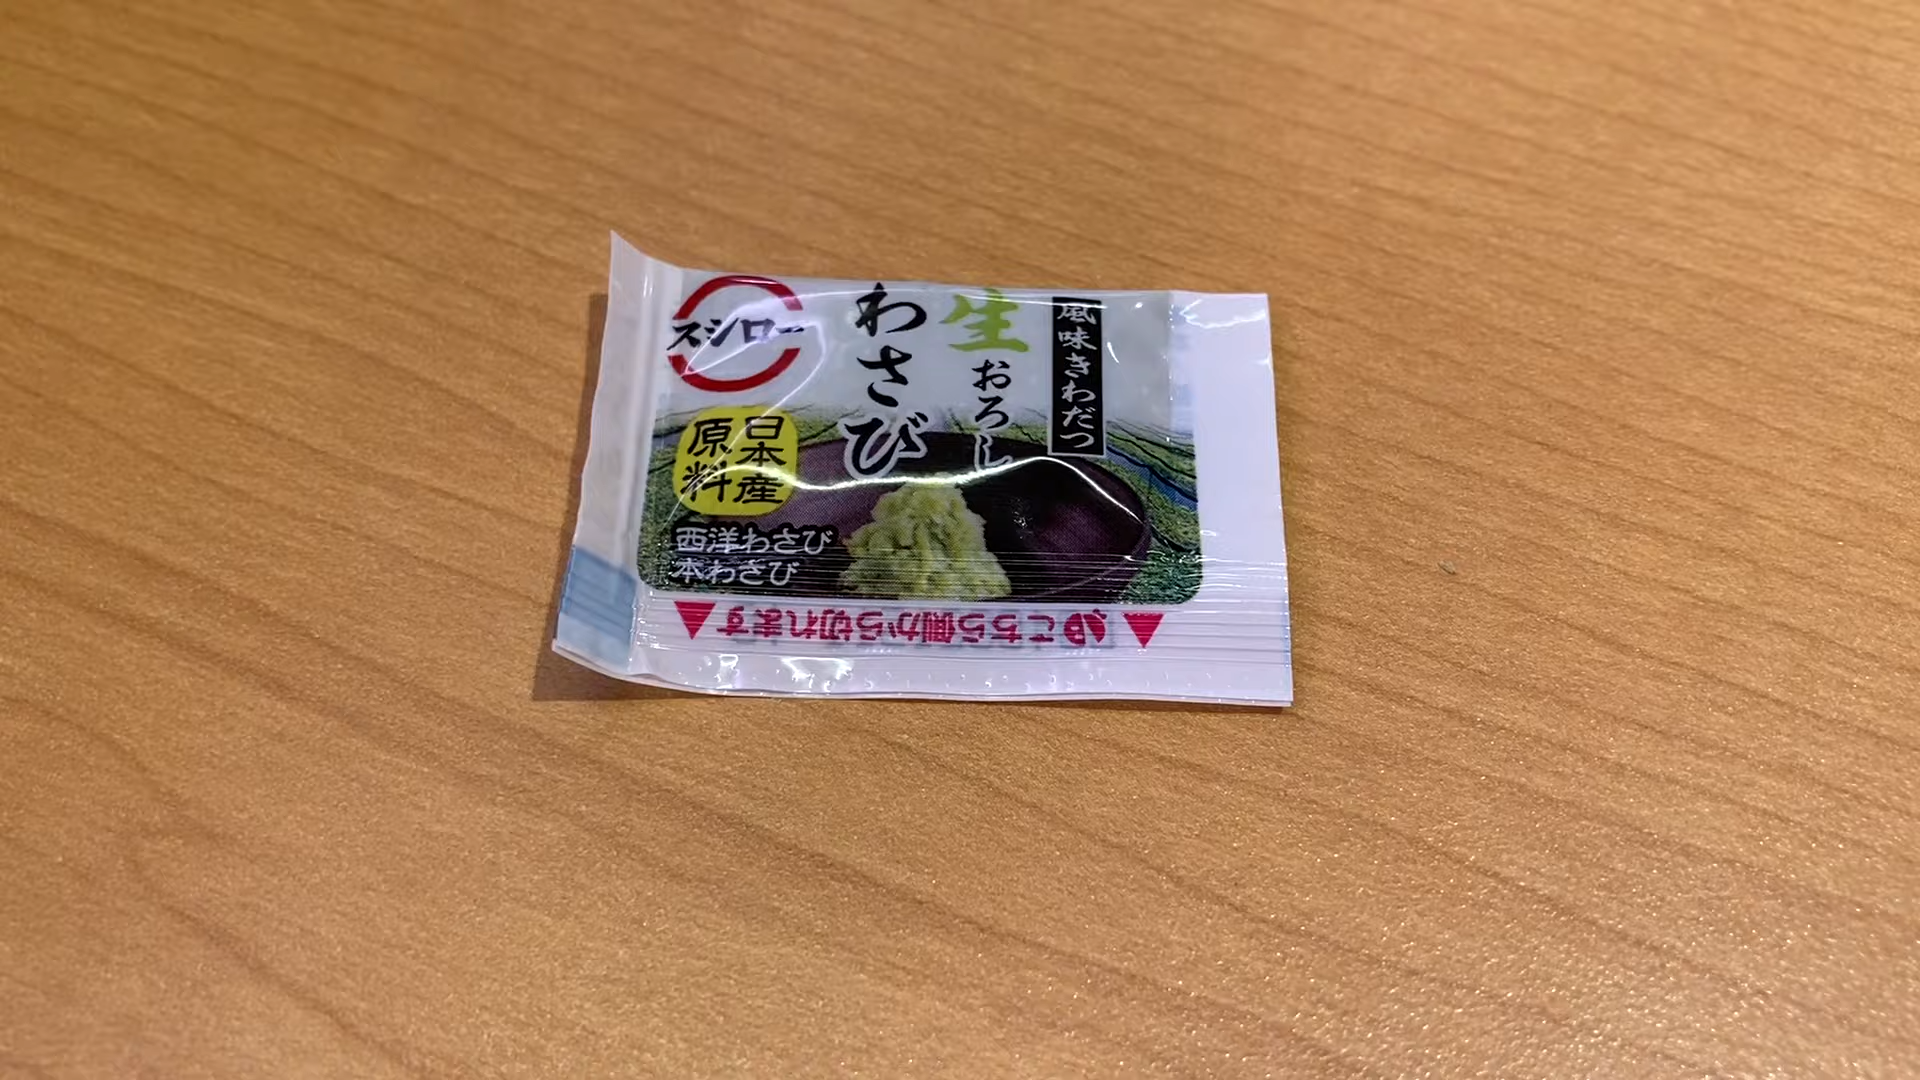 スシロー
風味きわだつ
生おろし
わさび
日本産
原料
西洋わさび
本わさび
こちら側から切れます